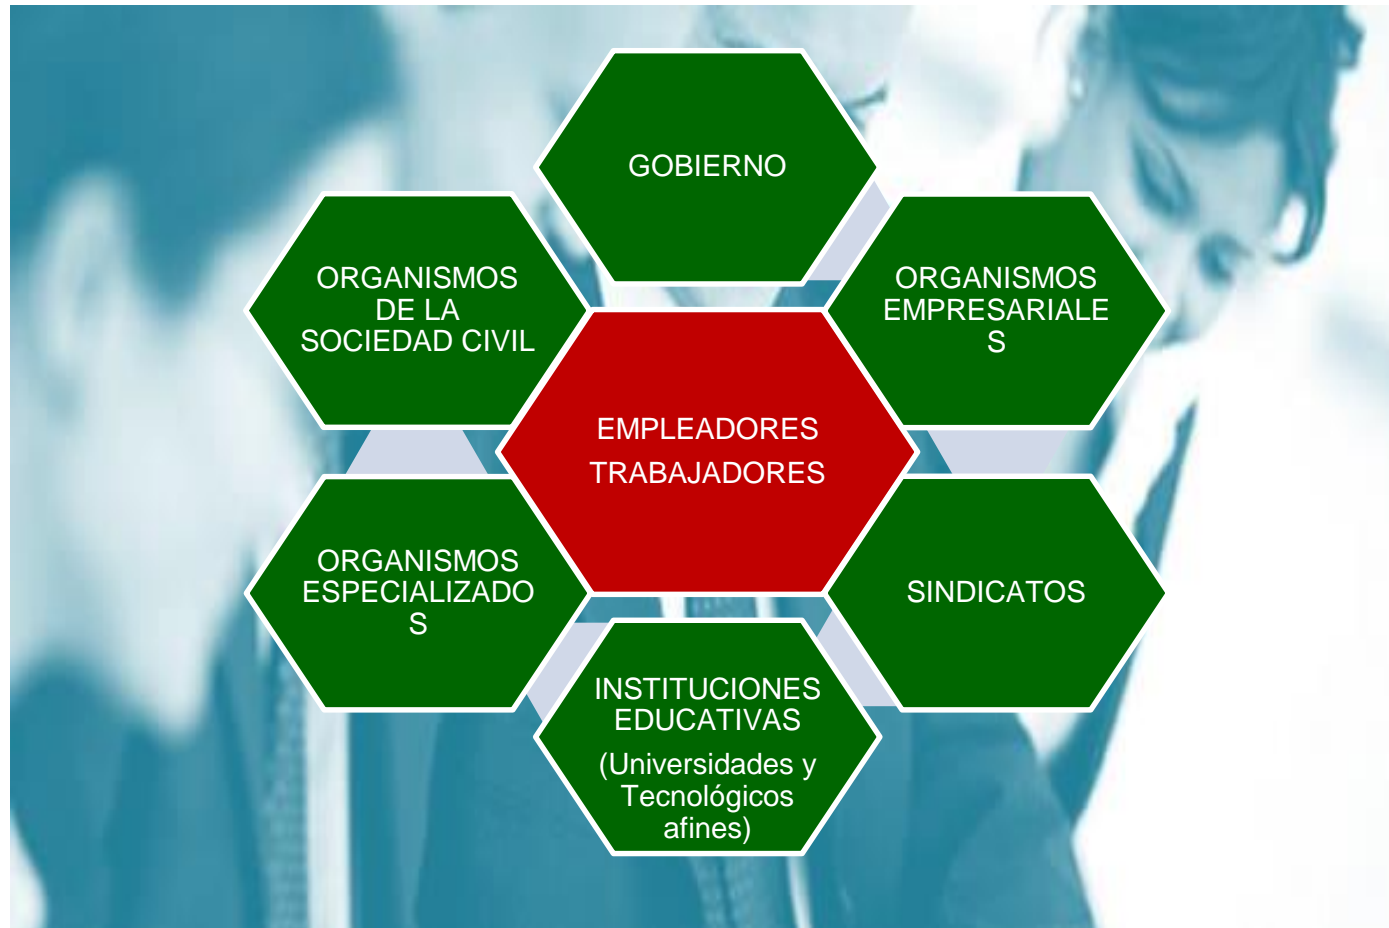 GOBIERNO
ORGANISMOS
DE LA
SOCIEDAD CIVIL
ORGANISMOS
EMPRESARIALE
S
EMPLEADORES
TRABAJADORES
ORGANISMOS
ESPECIALIZADO
S
SINDICATOS
INSTITUCIONES
EDUCATIVAS
(Universidades y
Tecnológicos
afines)